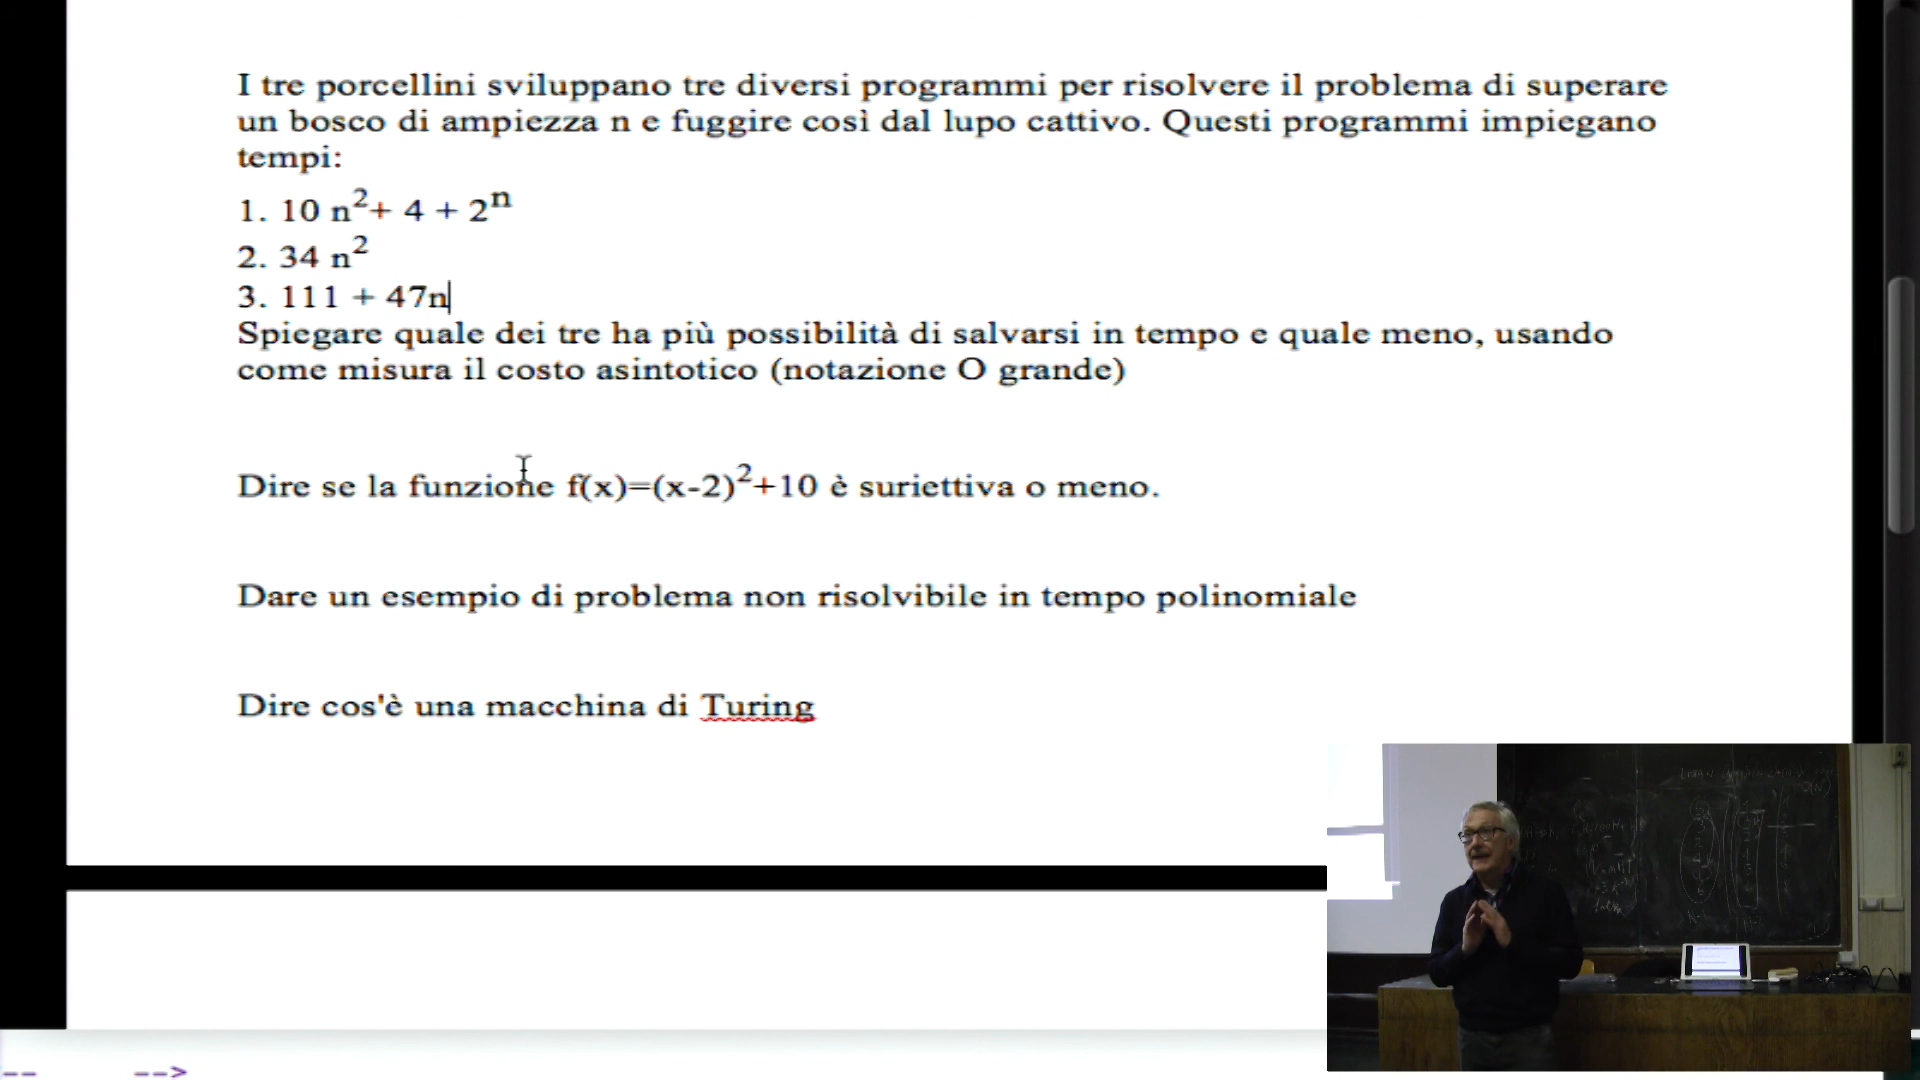 I tre porcellini sviluppano tre diversi programmi per risolvere il problema di superare
un bosco di ampiezza n e fuggire così dal lupo cattivo. Questi programmi impiegano
tempi:
1. 10 n²+ 4 + 2ⁿ
2. 34 n²
3. 111 + 47n
Spiegare quale dei tre ha più possibilità di salvarsi in tempo e quale meno, usando
come misura il costo asintotico (notazione O grande)
Dire se la funzione f(x)=(x-2)²+10 è suriettiva o meno.
Dare un esempio di problema non risolvibile in tempo polinomiale
Dire cos'è una macchina di Turing
-- -->